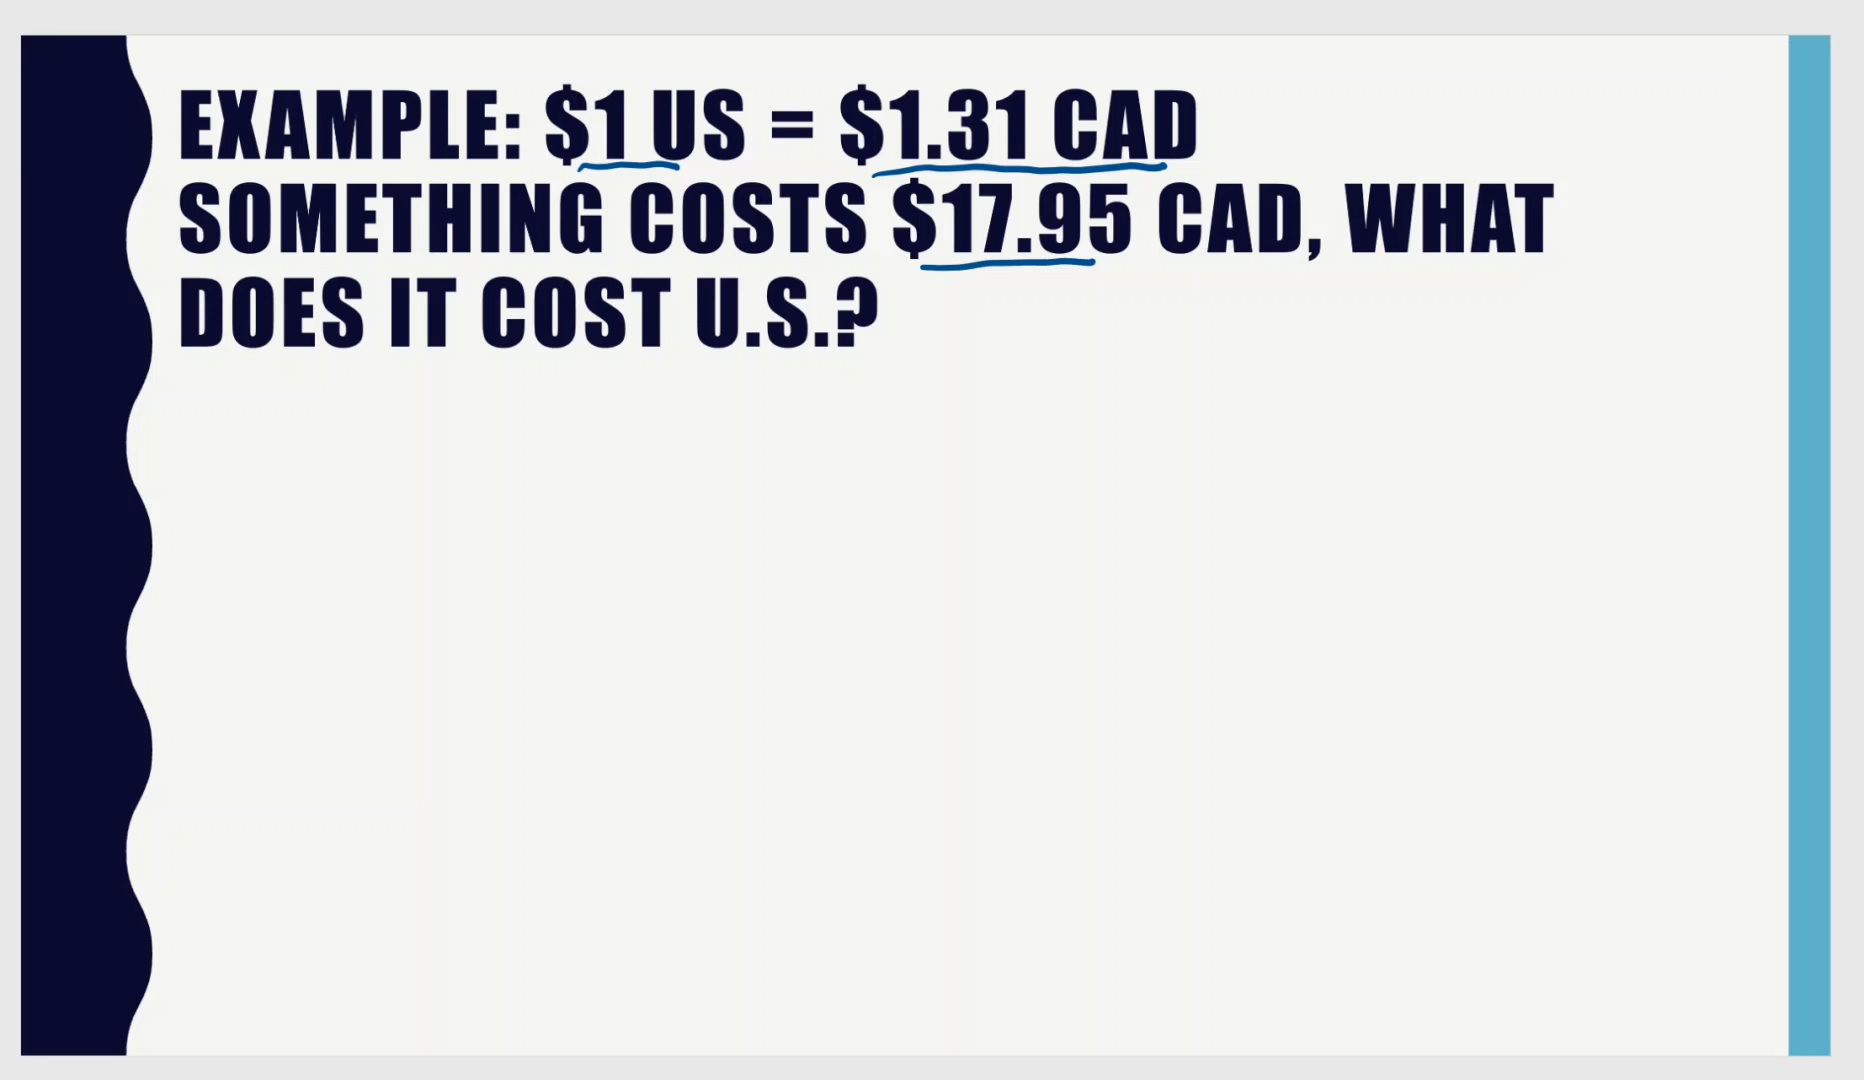 EXAMPLE: $1 US = $1.31 CAD
SOMETHING COSTS $17.95 CAD, WHAT
DOES IT COST U.S.?